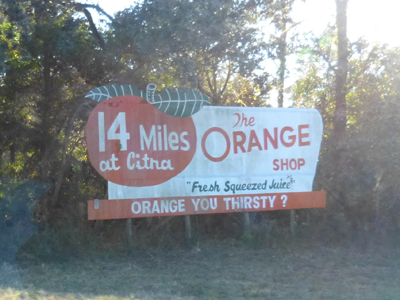 14 Miles
at Citra
The
ORANGE
SHOP
"Fresh Squeezed Juice"
ORANGE YOU THIRSTY?